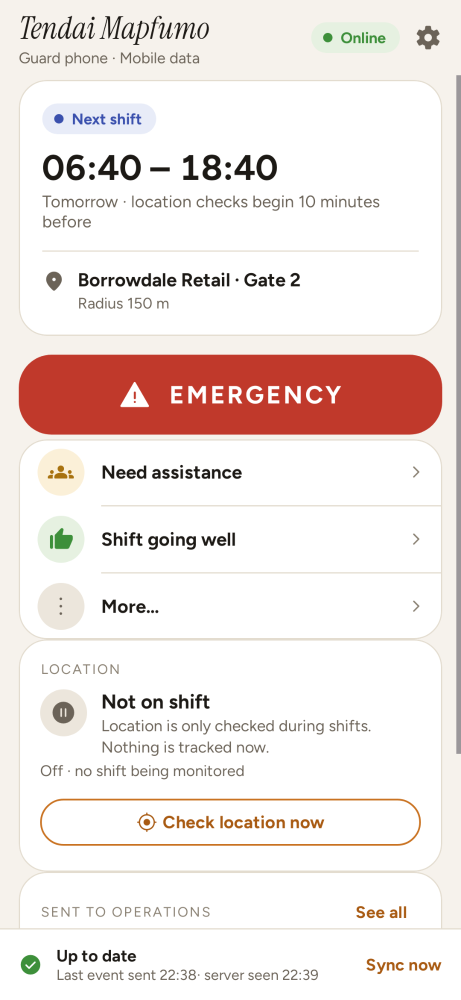 Tendai Mapfumo
Guard phone · Mobile data
Online
Next shift
06:40 – 18:40
Tomorrow · location checks begin 10 minutes
before
Borrowdale Retail · Gate 2
Radius 150 m
EMERGENCY
Need assistance
Shift going well
More...
LOCATION
Not on shift
Location is only checked during shifts.
Nothing is tracked now.
Off · no shift being monitored
Check location now
SENT TO OPERATIONS
See all
Up to date
Last event sent 22:38· server seen 22:39
Sync now